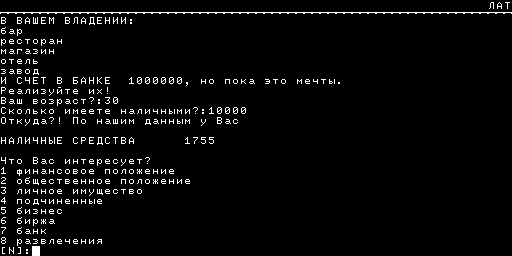 ЛАТ
В ВАШЕМ ВЛАДЕНИИ:
бар
ресторан
магазин
отель
завод
И СЧЕТ В БАНКЕ  1000000, но пока это мечты.
Реализуйте их!
Ваш возраст?:30
Сколько имеете наличными?:10000
Откуда?! По нашим данным у Вас
НАЛИЧНЫЕ СРЕДСТВА      1755
Что Вас интересует?
1 финансовое положение
2 общественное положение
3 личное имущество
4 подчиненные
5 бизнес
6 биржа
7 банк
8 развлечения
[N]: